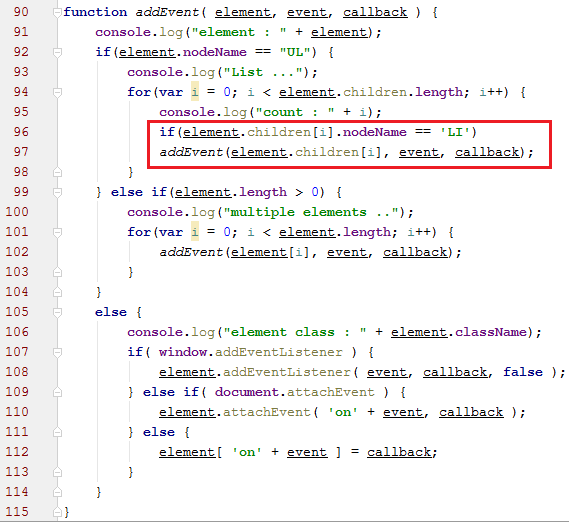 90 function addEvent( element, event, callback ) {
91 console.log("element : " + element);
92 if(element.nodeName == "UL") {
93 console.log("List ...");
94 for(var i = 0; i < element.children.length; i++) {
95 console.log("count : " + i);
96 if(element.children[i].nodeName == 'LI')
97 addEvent(element.children[i], event, callback);
98 }
99 } else if(element.length > 0) {
100 console.log("multiple elements ..");
101 for(var i = 0; i < element.length; i++) {
102 addEvent(element[i], event, callback);
103 }
104 }
105 else {
106 console.log("element class : " + element.className);
107 if( window.addEventListener ) {
108 element.addEventListener( event, callback, false );
109 } else if( document.attachEvent ) {
110 element.attachEvent( 'on' + event, callback );
111 } else {
112 element[ 'on' + event ] = callback;
113 }
114 }
115 }